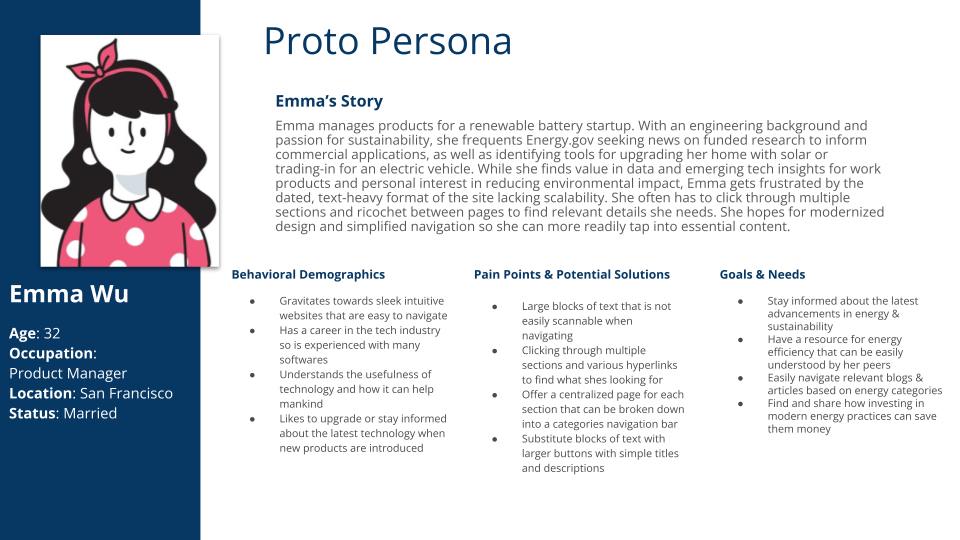 Proto Persona
Emma's Story
Emma manages products for a renewable battery startup. With an engineering background and
passion for sustainability, she frequents Energy.gov seeking news on funded research to inform
commercial applications, as well as identifying tools for upgrading her home with solar or
trading-in for an electric vehicle. While she finds value in data and emerging tech insights for work
products and personal interest in reducing environmental impact, Emma gets frustrated by the
dated, text-heavy format of the site lacking scalability. She often has to click through multiple
sections and ricochet between pages to find relevant details she needs. She hopes for modernized
design and simplified navigation so she can more readily tap into essential content.
Emma Wu
Age: 32
Occupation:
Product Manager
Location: San Francisco
Status: Married
Behavioral Demographics
● Gravitates towards sleek intuitive
websites that are easy to navigate
● Has a career in the tech industry
so is experienced with many
softwares
● Understands the usefulness of
technology and how it can help
mankind
● Likes to upgrade or stay informed
about the latest technology when
new products are introduced
Pain Points & Potential Solutions
● Large blocks of text that is not
easily scannable when
navigating
● Clicking through multiple
sections and various hyperlinks
to find what shes looking for
● Offer a centralized page for each
section that can be broken down
into a categories navigation bar
● Substitute blocks of text with
larger buttons with simple titles
and descriptions
Goals & Needs
● Stay informed about the latest
advancements in energy &
sustainability
● Have a resource for energy
efficiency that can be easily
understood by her peers
● Easily navigate relevant blogs &
articles based on energy categories
● Find and share how investing in
modern energy practices can save
them money